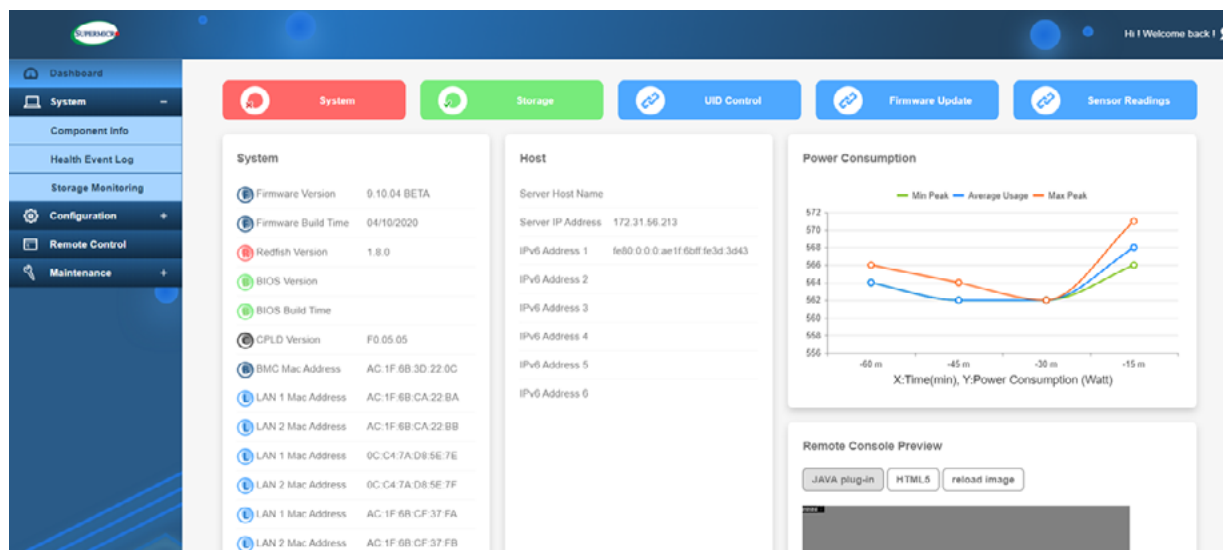 SUPERMICR
Hi ! Welcome back !
Dashboard
System
Component Info
Health Event Log
Storage Monitoring
Configuration
Remote Control
Maintenance
System
Storage
UID Control
Firmware Update
Sensor Readings
System
Firmware Version 9.10.04 BETA
Firmware Build Time 04/10/2020
Redfish Version 1.8.0
BIOS Version
BIOS Build Time
CPLD Version F0.05.05
BMC Mac Address AC:1F:6B:3D:22:0C
LAN 1 Mac Address AC:1F:6B:CA:22:BA
LAN 2 Mac Address AC:1F:6B:CA:22:BB
LAN 1 Mac Address 0C:C4:7A:D8:5E:7E
LAN 2 Mac Address 0C:C4:7A:D8:5E:7F
LAN 1 Mac Address AC:1F:6B:CF:37:FA
LAN 2 Mac Address AC:1F:6B:CF:37:FB
Host
Server Host Name
Server IP Address 172.31.56.213
IPv6 Address 1 fe80:0:0:0:ae1f:6bff:fe3d:3d43
IPv6 Address 2
IPv6 Address 3
IPv6 Address 4
IPv6 Address 5
IPv6 Address 6
Power Consumption
Min Peak Average Usage Max Peak
572
570
568
566
564
562
560
558
556
-60 m -45 m -30 m -15 m
X:Time(min), Y:Power Consumption (Watt)
Remote Console Preview
JAVA plug-in HTML5 reload image